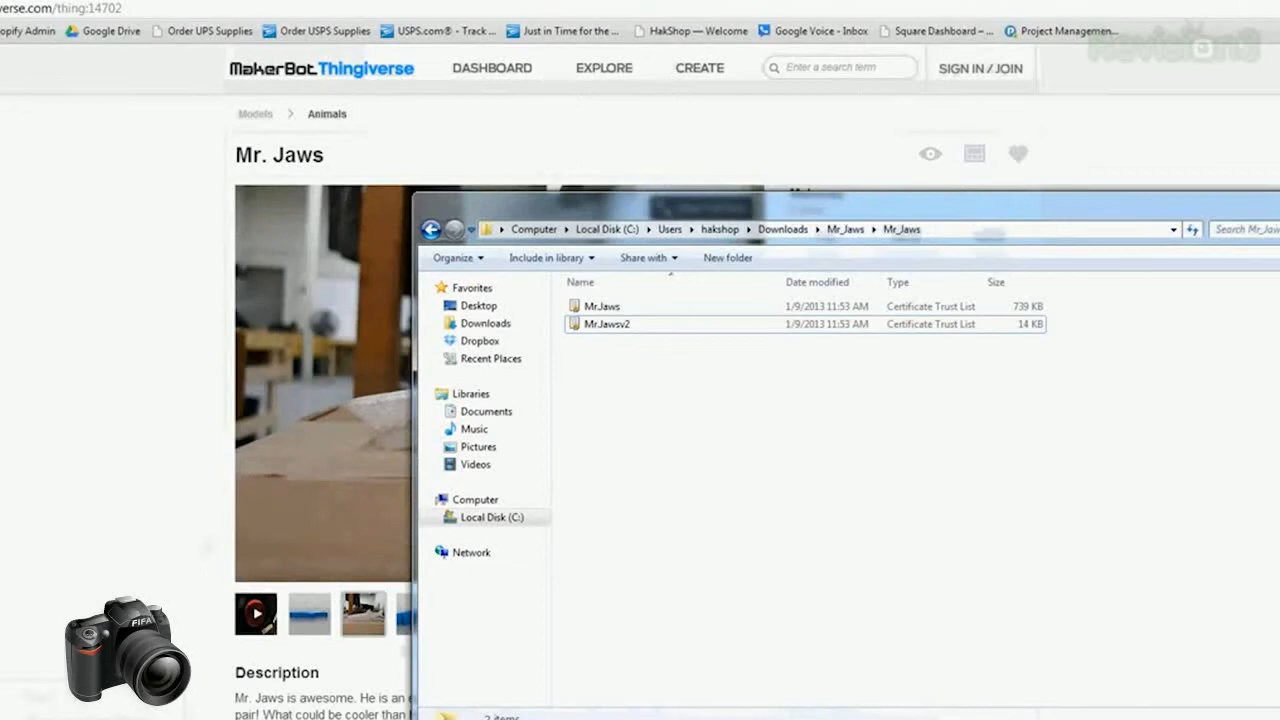 verse.com/thing:14702
opify Admin Google Drive Order UPS Supplies Order USPS Supplies USPS.com® - Track ... Just in Time for the ... HakShop — Welcome Google Voice - Inbox Square Dashboard – ... Project Managemen...
Revision3
MakerBot Thingiverse DASHBOARD EXPLORE CREATE Enter a search term SIGN IN / JOIN
Models Animals
Mr. Jaws
Computer Local Disk (C:) Users hakshop Downloads Mr_Jaws Mr_Jaws Search Mr_Jaw
Organize Include in library Share with New folder
Name Date modified Type Size
Favorites
Desktop
Downloads
Dropbox
Recent Places
Libraries
Documents
Music
Pictures
Videos
Computer
Local Disk (C:)
Network
MrJaws 1/9/2013 11:53 AM Certificate Trust List 739 KB
MrJawsv2 1/9/2013 11:53 AM Certificate Trust List 14 KB
FIFA
Description
Mr. Jaws is awesome. He is an
pair! What could be cooler than
2 items